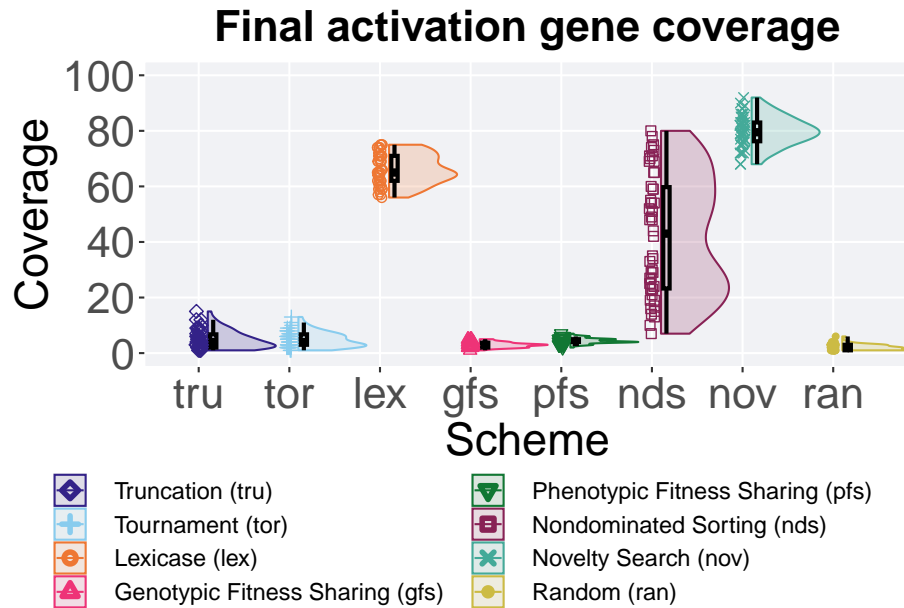 Final activation gene coverage
100
80
60
40
20
0
Coverage
tru tor lex gfs pfs nds nov ran
Scheme
Truncation (tru)
Tournament (tor)
Lexicase (lex)
Genotypic Fitness Sharing (gfs)
Phenotypic Fitness Sharing (pfs)
Nondominated Sorting (nds)
Novelty Search (nov)
Random (ran)